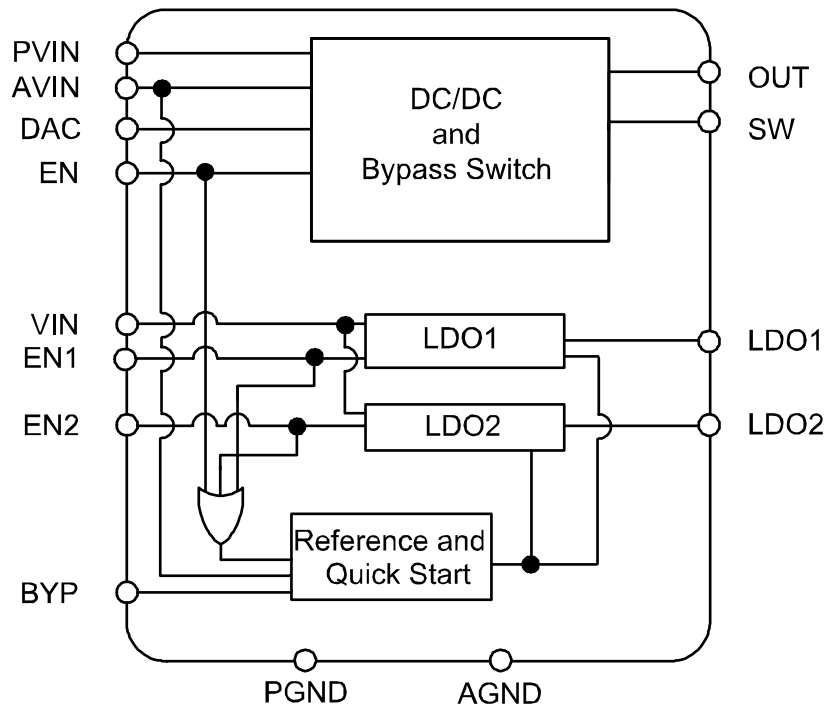 PVIN
AVIN
DAC
EN
DC/DC
and
Bypass Switch
OUT
SW
VIN
EN1
EN2
LDO1
LDO2
LDO1
LDO2
Reference and
Quick Start
BYP
PGND
AGND